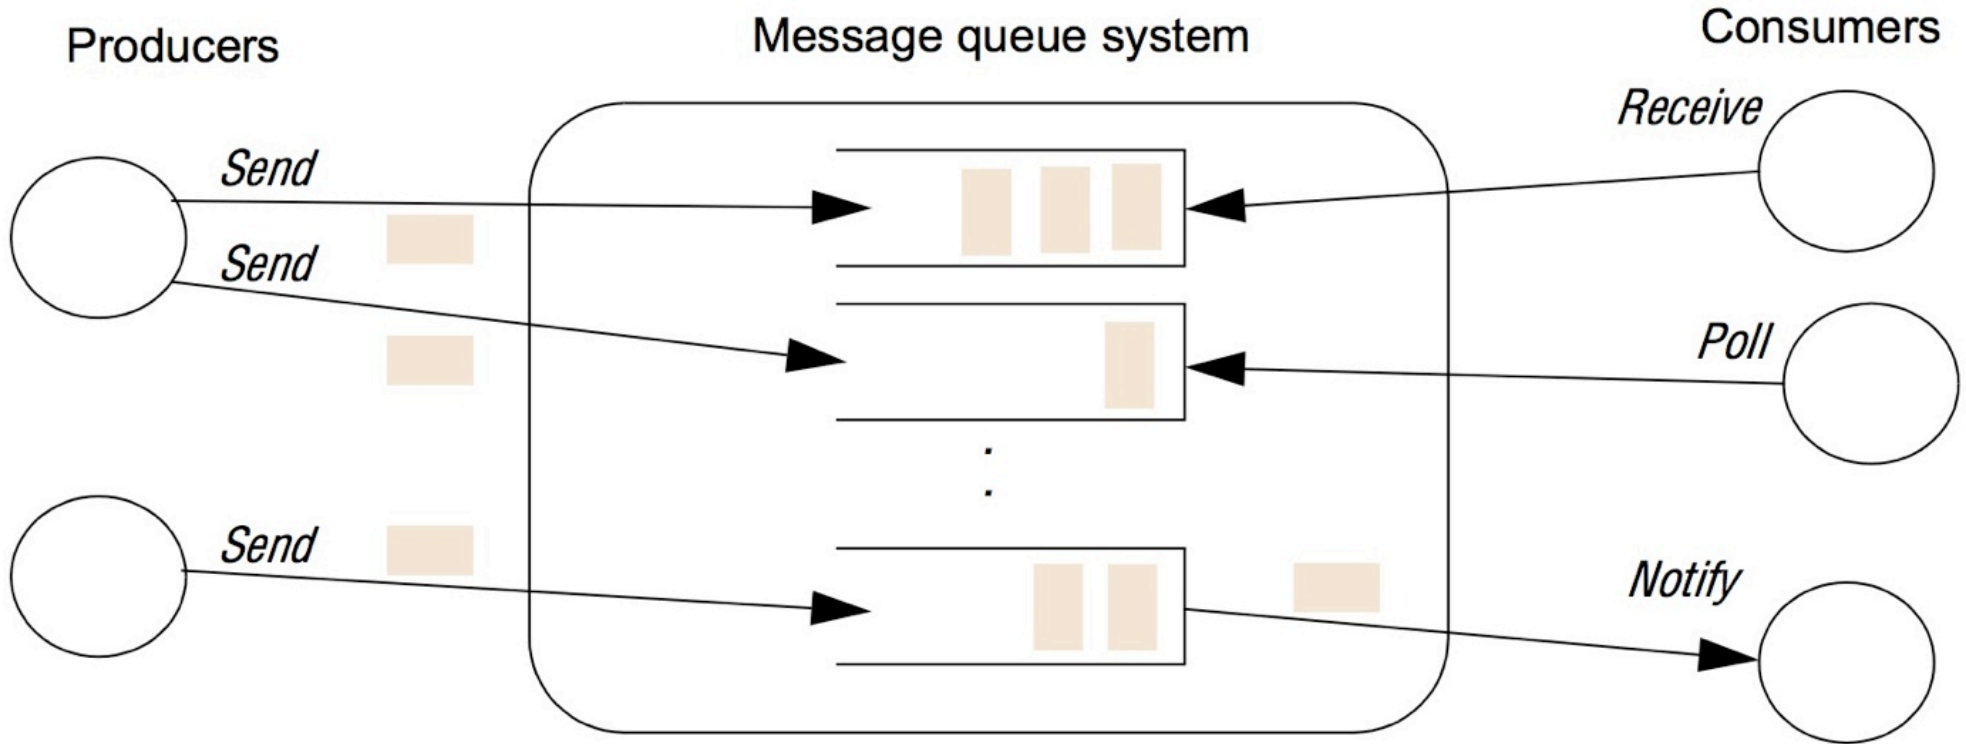 Producers
Message queue system
Consumers
Send
Receive
Send
Poll
Send
Notify